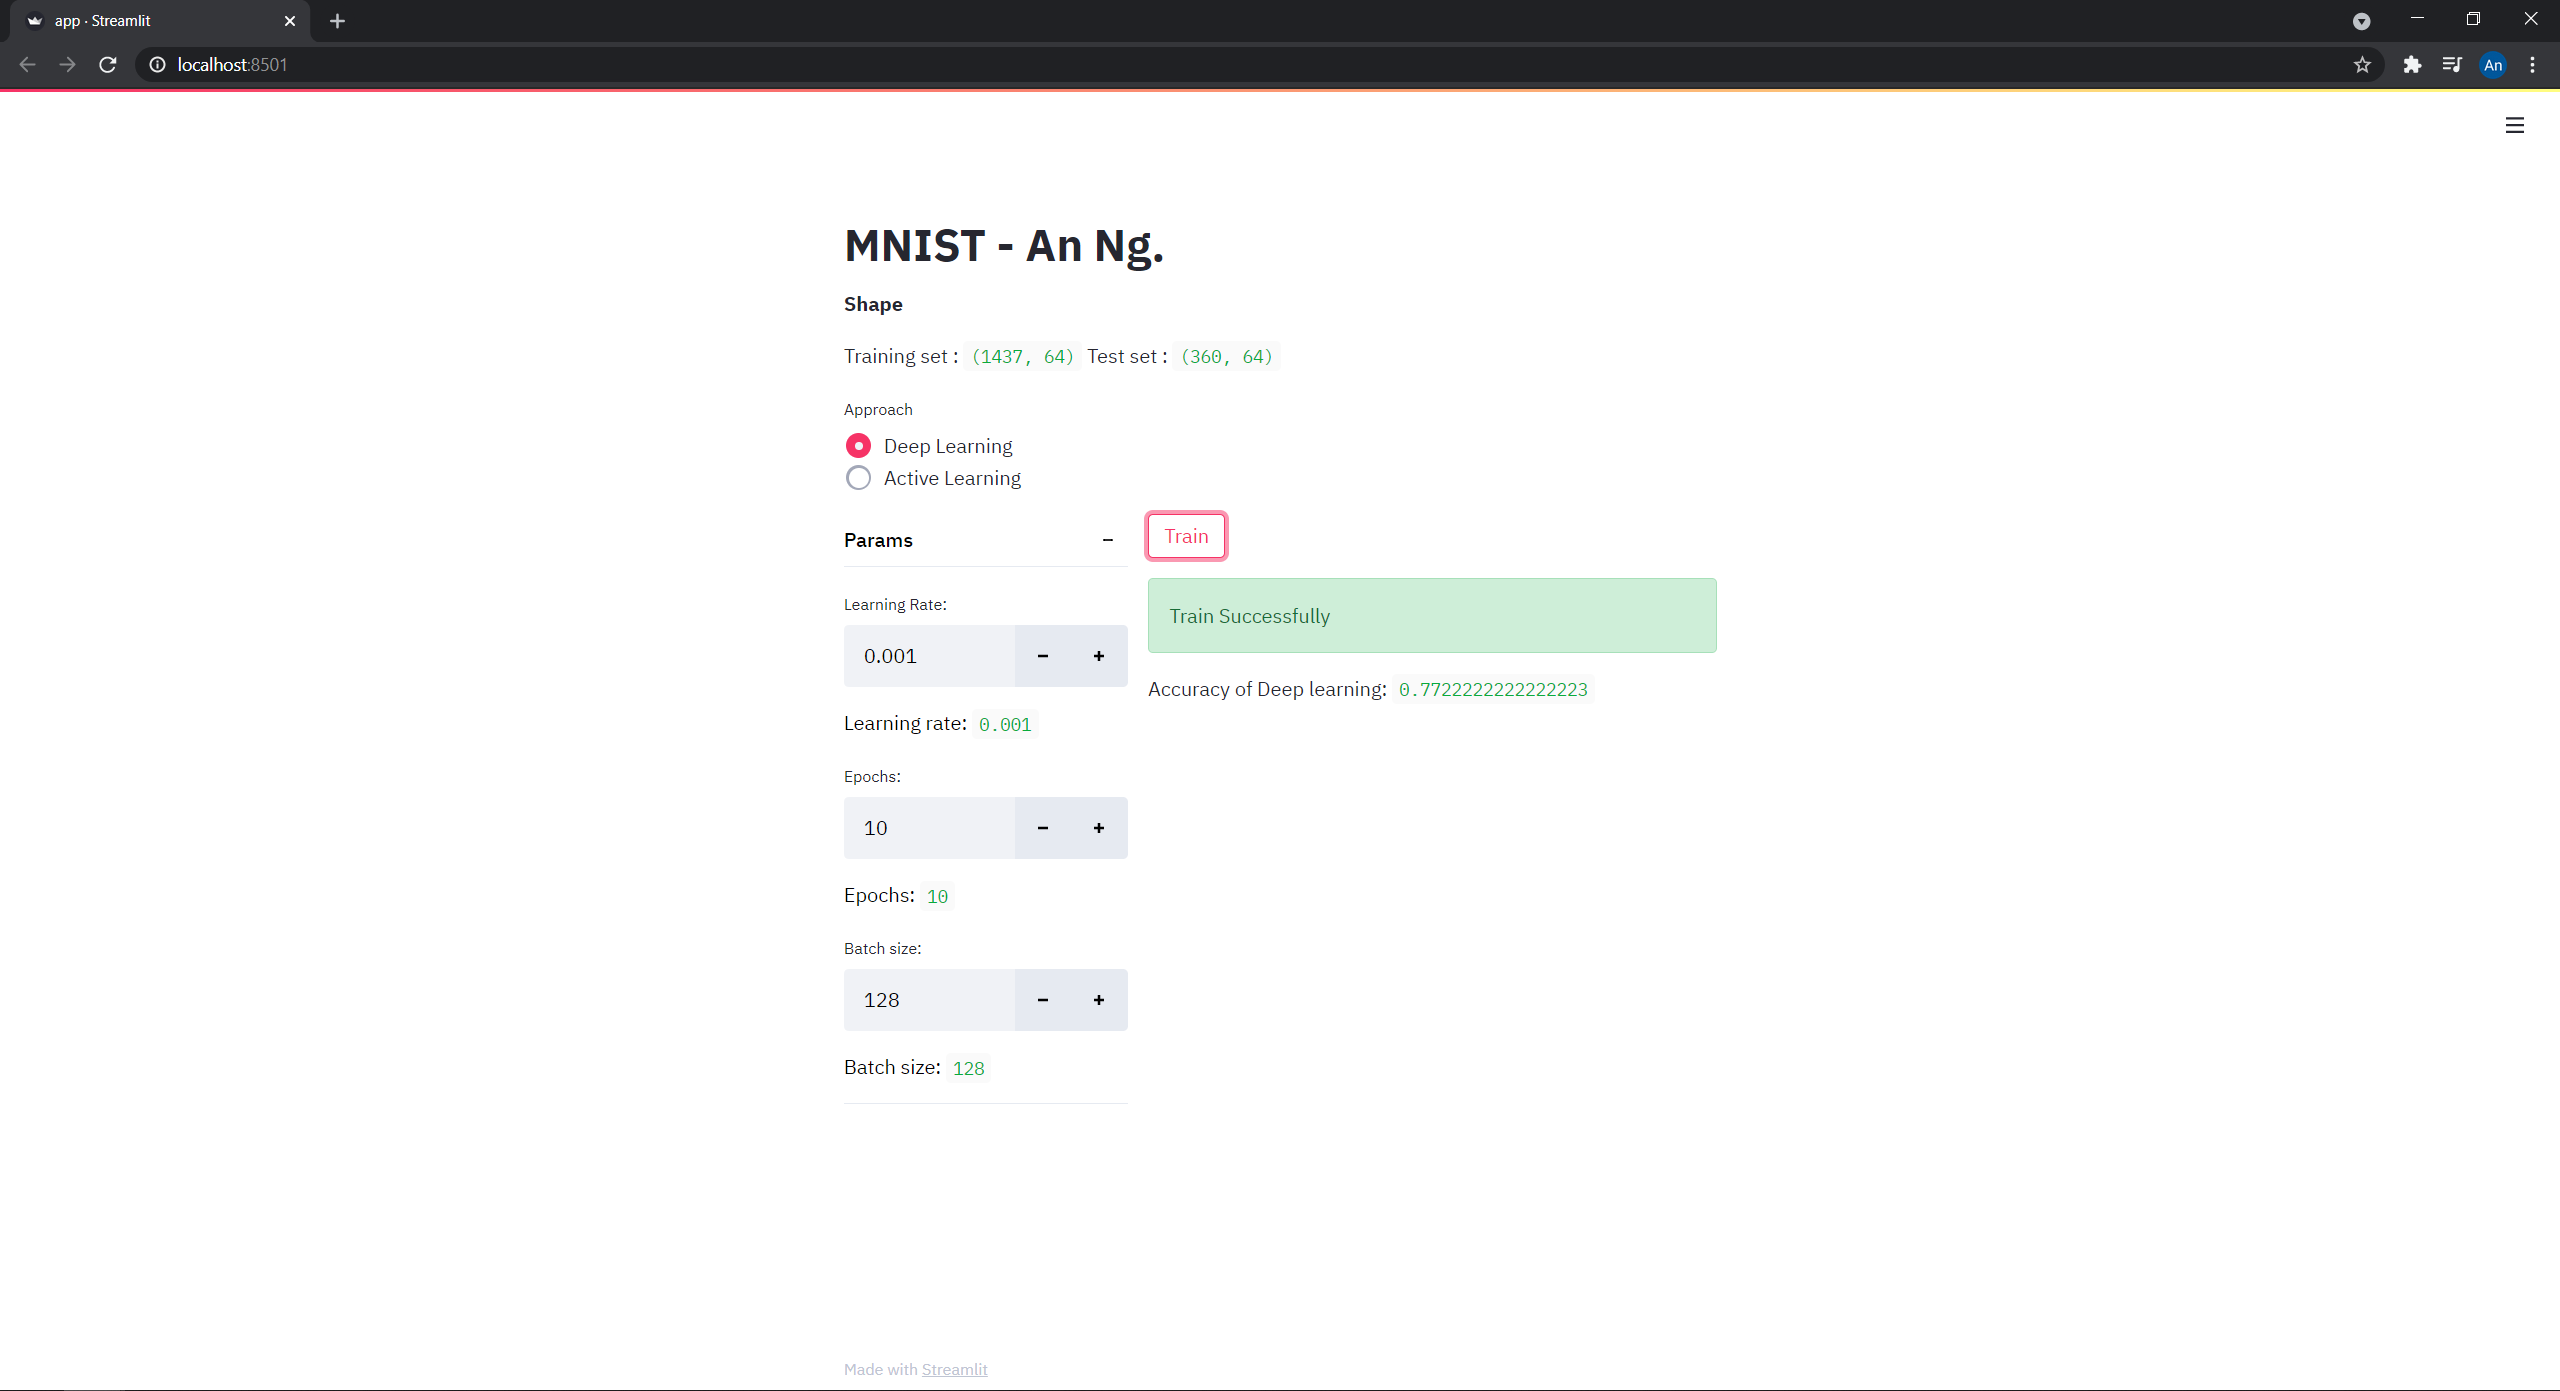 app · Streamlit
localhost:8501
An
MNIST - An Ng.
Shape
Training set : (1437, 64) Test set : (360, 64)
Approach
Deep Learning
Active Learning
Params
Train
Train Successfully
Accuracy of Deep learning: 0.7722222222222223
Learning Rate:
0.001
Learning rate: 0.001
Epochs:
10
Epochs: 10
Batch size:
128
Batch size: 128
Made with Streamlit